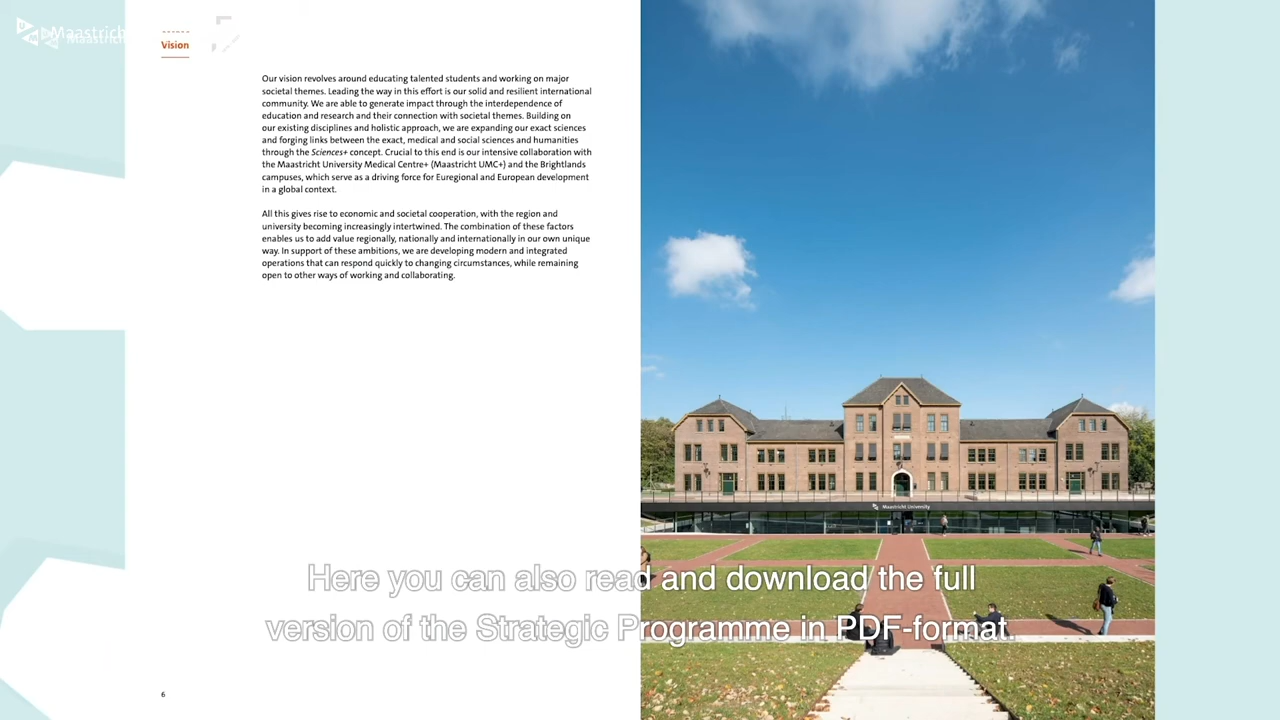 Maastricht
Maastricht
Vision
Our vision revolves around educating talented students and working on major
societal themes. Leading the way in this effort is our solid and resilient international
community. We are able to generate impact through the interdependence of
education and research and their connection with societal themes. Building on
our existing disciplines and holistic approach, we are expanding our exact sciences
and forging links between the exact, medical and social sciences and humanities
through the Sciences+ concept. Crucial to this end is our intensive collaboration with
the Maastricht University Medical Centre+ (Maastricht UMC+) and the Brightlands
campuses, which serve as a driving force for Euregional and European development
in a global context.
All this gives rise to economic and societal cooperation, with the region and
university becoming increasingly intertwined. The combination of these factors
enables us to add value regionally, nationally and internationally in our own unique
way. In support of these ambitions, we are developing modern and integrated
operations that can respond quickly to changing circumstances, while remaining
open to other ways of working and collaborating.
Maastricht University
Here you can also read and download the full
version of the Strategic Programme in PDF-format.
6